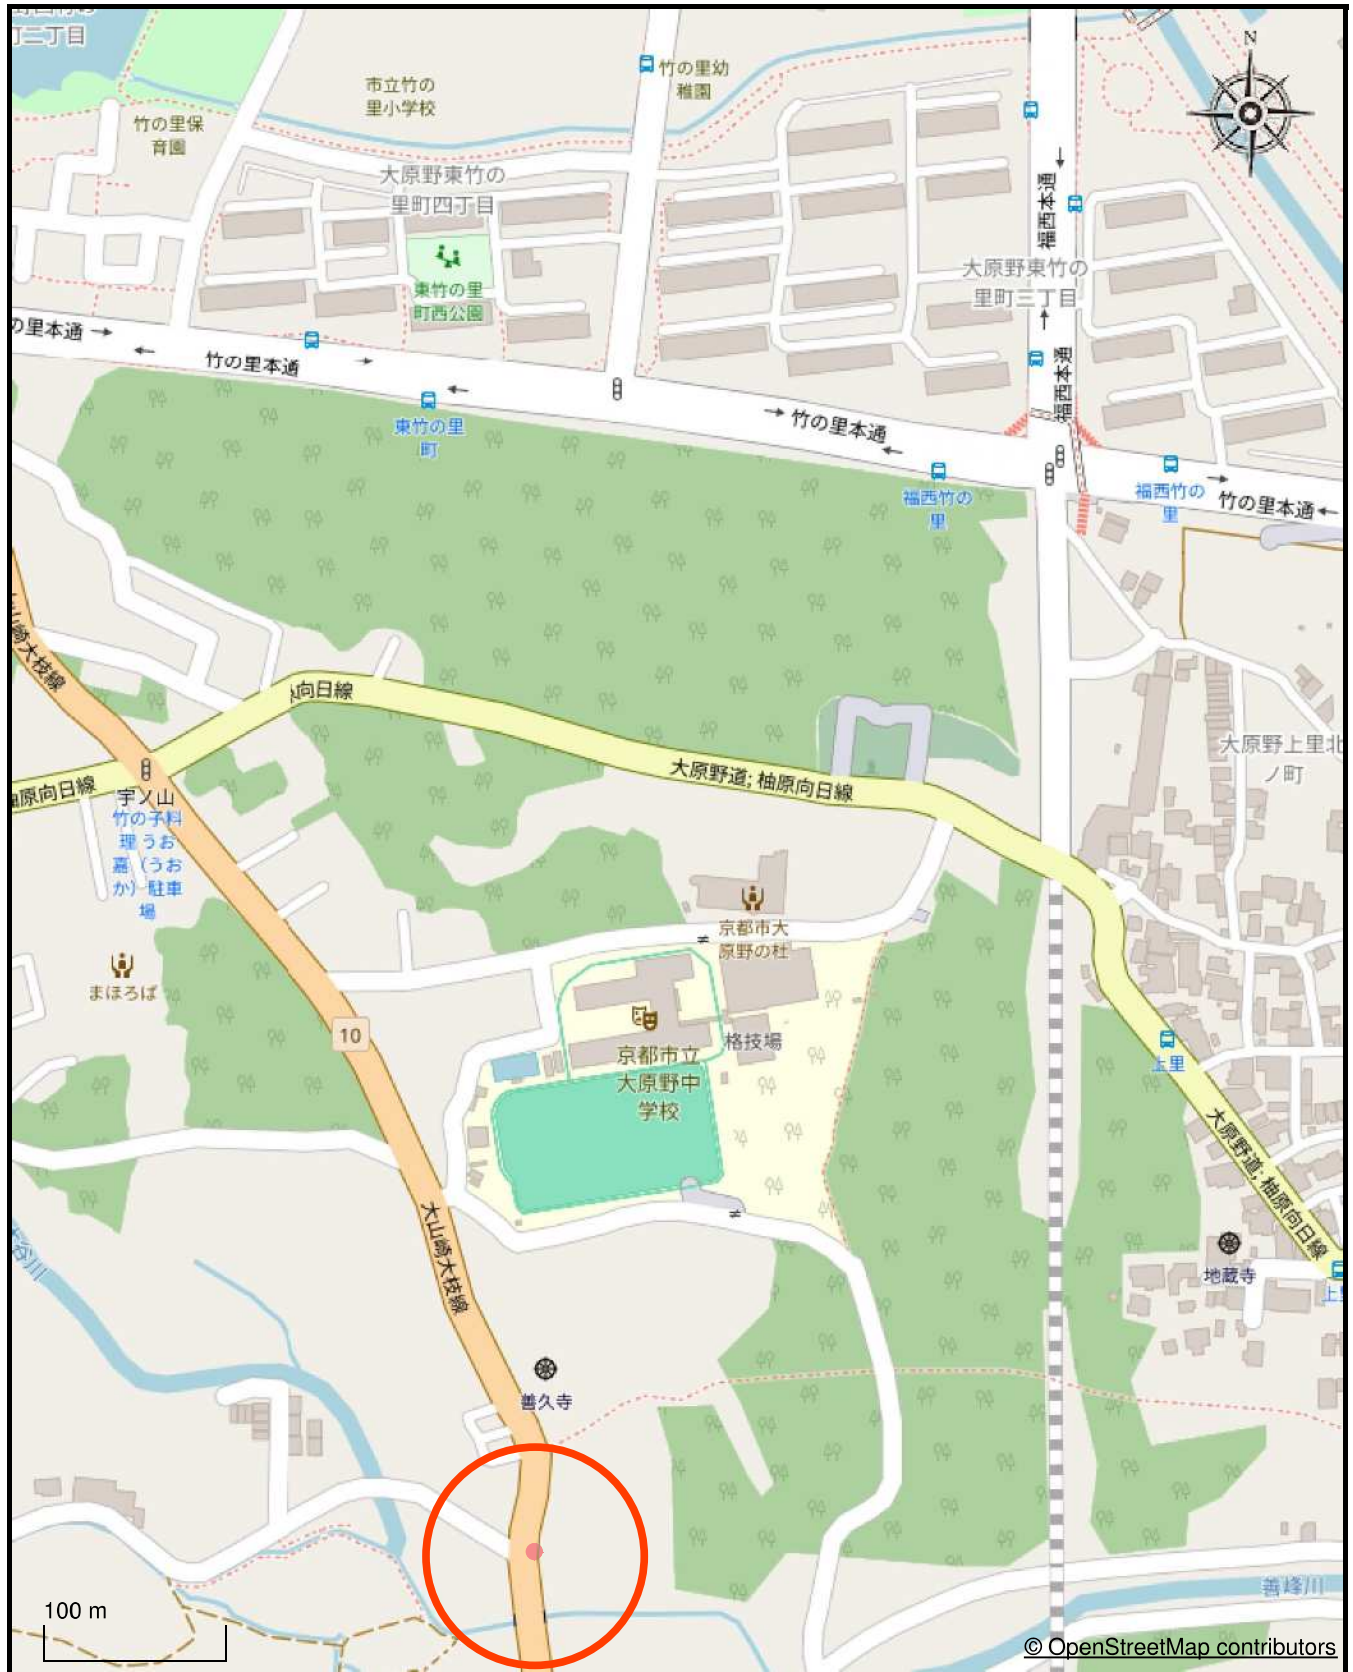 丁二丁目
市立竹の
里小学校
竹の里幼
稚園
竹の里保
育園
N
大原野東竹の
里町四丁目
福西本通
大原野東竹の
里町三丁目
東竹の里
町西公園
の里本通
竹の里本通
福西本通
竹の里本通
東竹の里
町
福西竹の
里
福西竹の
里
竹の里本通
山崎大枝線
向日線
大原野上里北
ノ町
大原野道; 柚原向日線
原向日線
宇ノ山
竹の子料
理 うお
嘉（うお
か）駐車
場
京都市大
原野の杜
まほろば
10
格技場
京都市立
大原野中
学校
上里
大原野道; 柚原向日線
大山崎大枝線
谷川
地蔵寺
上里
善久寺
善峰川
100 m
© OpenStreetMap contributors